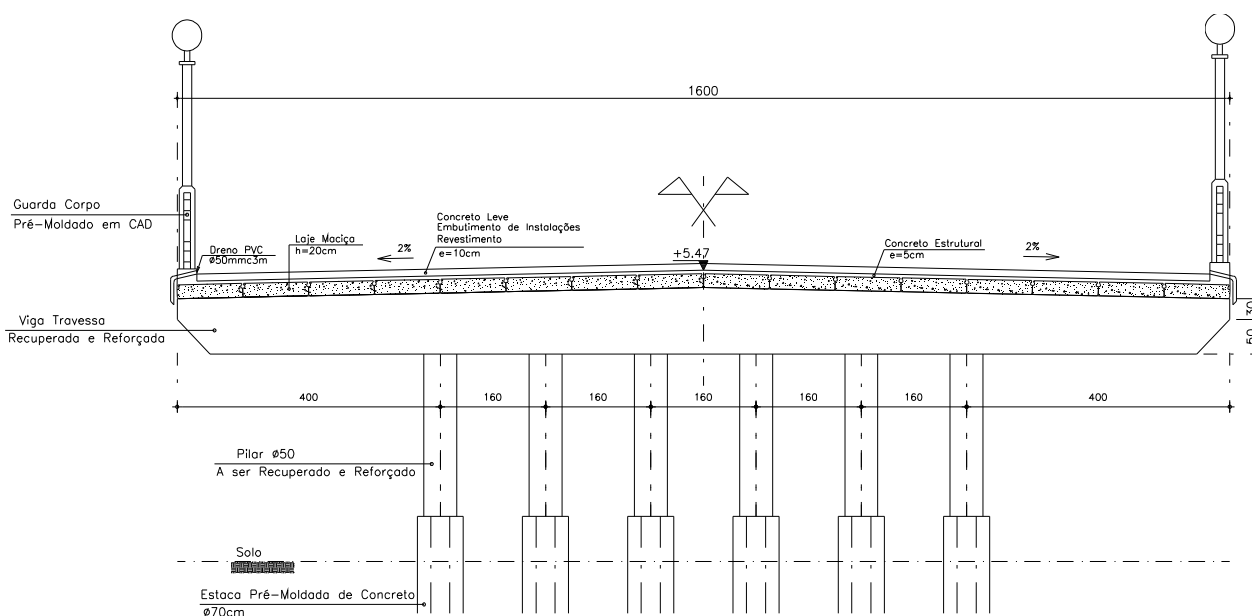 1600
Guarda Corpo
Pré-Moldado em CAD
Dreno PVC
Ø50mmc3m
Laje Maciça
h=20cm
2%
Concreto Leve
Embutimento de Instalações
Revestimento
e=10cm
+5.47
Concreto Estrutural
e=5cm
2%
Viga Travessa
Recuperada e Reforçada
30
400
160
160
160
160
160
400
Pilar Ø50
A ser Recuperado e Reforçado
Solo
Estaca Pré-Moldada de Concreto
Ø70cm